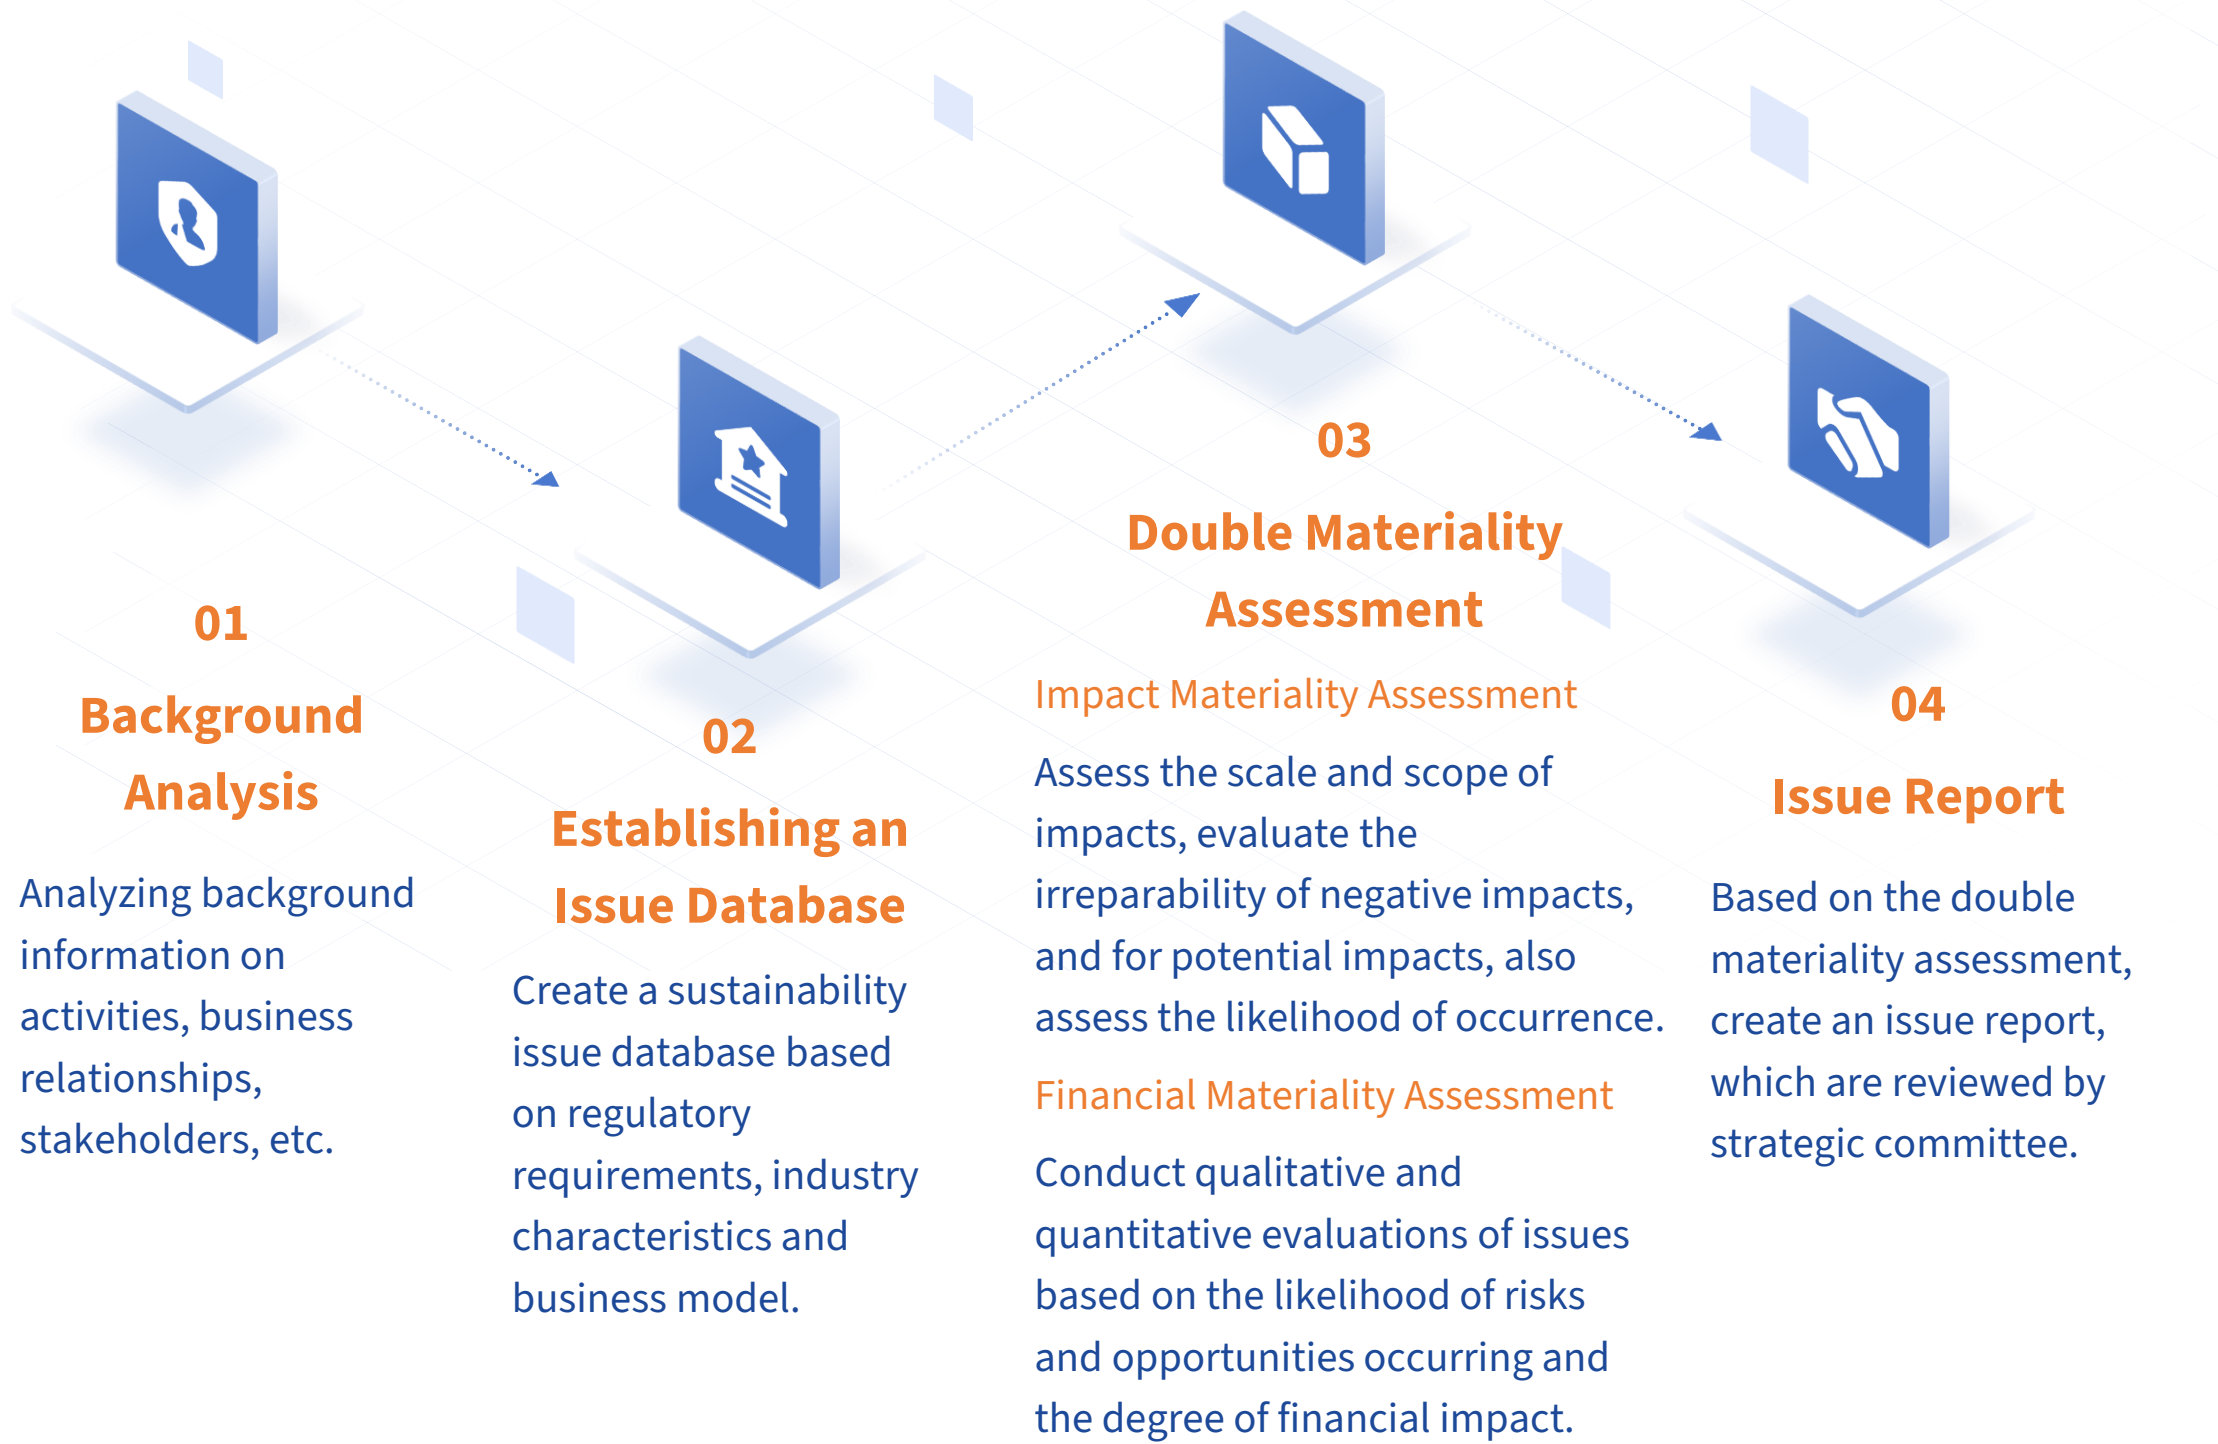 01
Background
Analysis
Analyzing background
information on
activities, business
relationships,
stakeholders, etc.
02
Establishing an
Issue Database
Create a sustainability
issue database based
on regulatory
requirements, industry
characteristics and
business model.
03
Double Materiality
Assessment
Impact Materiality Assessment
Assess the scale and scope of
impacts, evaluate the
irreparability of negative impacts,
and for potential impacts, also
assess the likelihood of occurrence.
Financial Materiality Assessment
Conduct qualitative and
quantitative evaluations of issues
based on the likelihood of risks
and opportunities occurring and
the degree of financial impact.
04
Issue Report
Based on the double
materiality assessment,
create an issue report,
which are reviewed by
strategic committee.